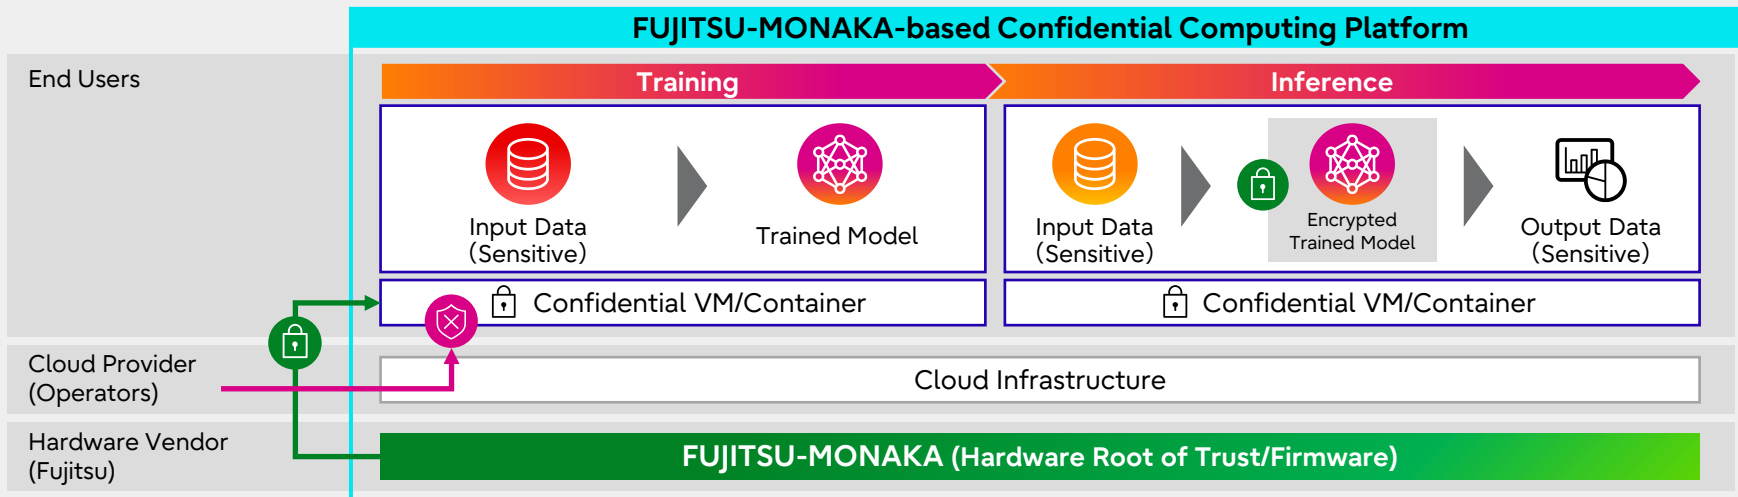 FUJITSU-MONAKA-based Confidential Computing Platform
End Users
Training
Inference
Input Data
(Sensitive)
Trained Model
Input Data
(Sensitive)
Encrypted
Trained Model
Output Data
(Sensitive)
Confidential VM/Container
Confidential VM/Container
Cloud Provider
(Operators)
Cloud Infrastructure
Hardware Vendor
(Fujitsu)
FUJITSU-MONAKA (Hardware Root of Trust/Firmware)